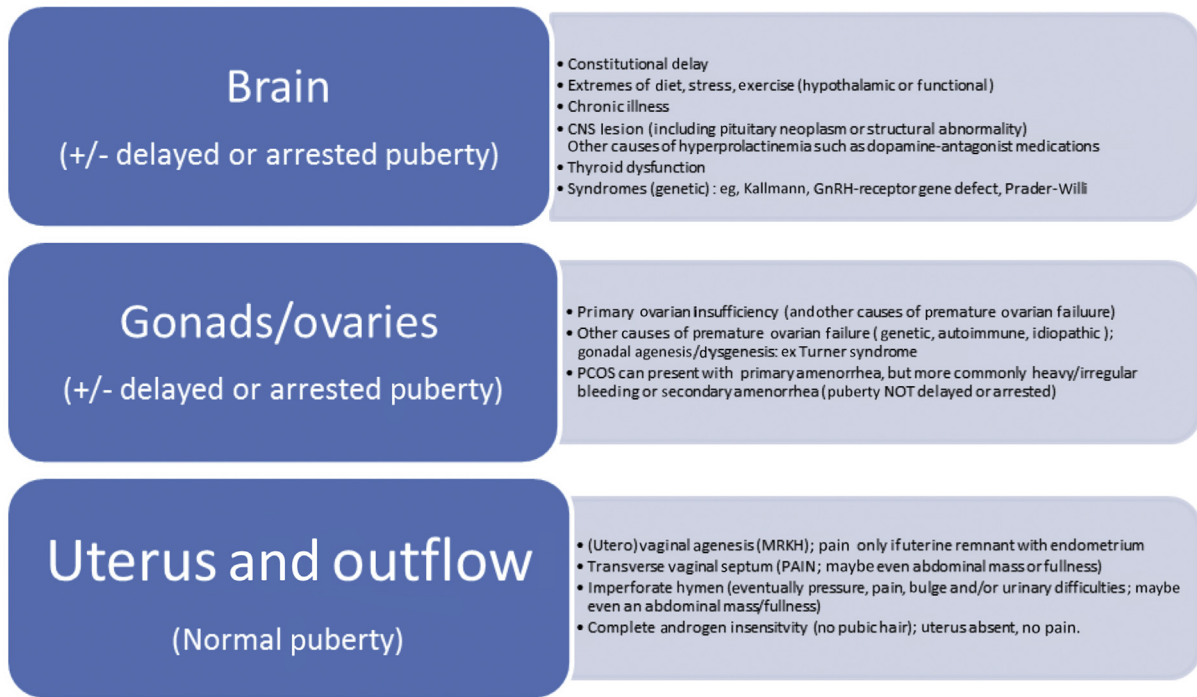 Brain
(+/- delayed or arrested puberty)
• Constitutional delay
• Extremes of diet, stress, exercise (hypothalamic or functional)
• Chronic illness
• CNS lesion (including pituitary neoplasm or structural abnormality)
Other causes of hyperprolactinemia such as dopamine-antagonist medications
• Thyroid dysfunction
• Syndromes (genetic) : eg, Kallmann, GnRH-receptor gene defect, Prader-Willi
Gonads/ovaries
(+/- delayed or arrested puberty)
• Primary ovarian insufficiency (and other causes of premature ovarian failuure)
• Other causes of premature ovarian failure ( genetic, autoimmune, idiopathic );
gonadal agenesis/dysgenesis: ex Turner syndrome
• PCOS can present with primary amenorrhea, but more commonly heavy/irregular
bleeding or secondary amenorrhea (puberty NOT delayed or arrested)
Uterus and outflow
(Normal puberty)
• (Utero) vaginal agenesis (MRKH); pain only if uterine remnant with endometrium
• Transverse vaginal septum (PAIN; maybe even abdominal mass or fullness)
• Imperforate hymen (eventually pressure, pain, bulge and/or urinary difficulties; maybe
even an abdominal mass/fullness)
• Complete androgen insensitvity (no pubic hair); uterus absent, no pain.